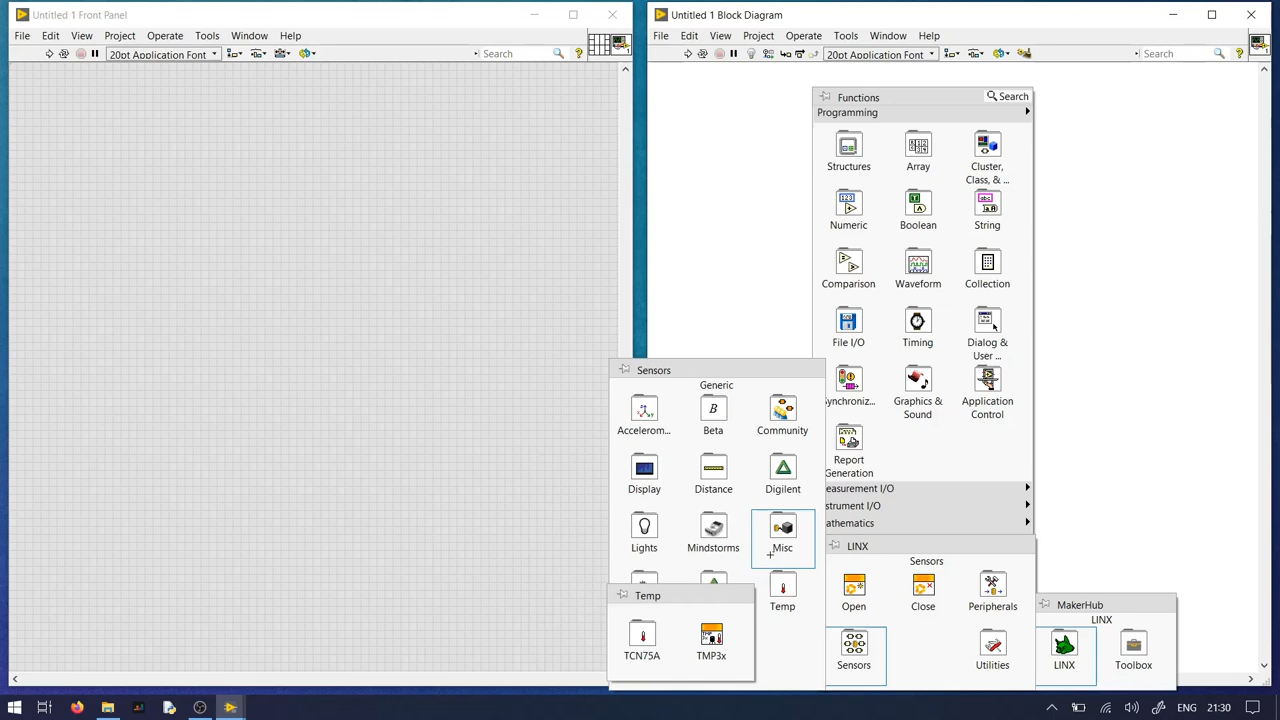 Untitled 1 Front Panel
File Edit View Project Operate Tools Window Help
20pt Application Font
Search
Untitled 1 Block Diagram
File Edit View Project Operate Tools Window Help
20pt Application Font
Search
Functions
Search
Programming
Structures
Array
Cluster,
Class, & ...
Numeric
Boolean
String
Comparison
Waveform
Collection
File I/O
Timing
Dialog &
User ...
Synchroniz...
Graphics &
Sound
Application
Control
Report
Generation
easurement I/O
strument I/O
athematics
Sensors
Generic
Accelerom...
Beta
Community
Display
Distance
Digilent
Lights
Mindstorms
Misc
Temp
Temp
TCN75A
TMP3x
LINX
Sensors
Open
Close
Peripherals
Sensors
Utilities
MakerHub
LINX
LINX
Toolbox
ENG
21:30